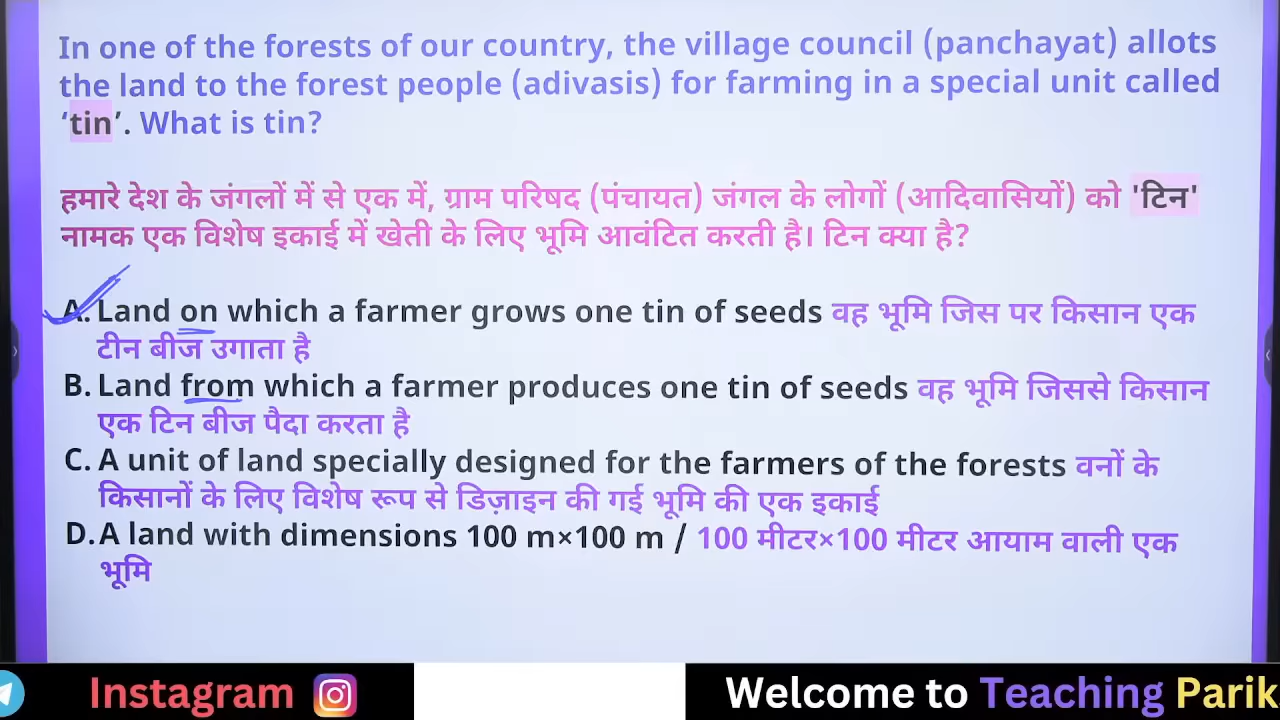 In one of the forests of our country, the village council (panchayat) allots
the land to the forest people (adivasis) for farming in a special unit called
‘tin’. What is tin?
हमारे देश के जंगलों में से एक में, ग्राम परिषद (पंचायत) जंगल के लोगों (आदिवासियों) को 'टिन'
नामक एक विशेष इकाई में खेती के लिए भूमि आवंटित करती है। टिन क्या है?
A. Land on which a farmer grows one tin of seeds वह भूमि जिस पर किसान एक
टीन बीज उगाता है
B. Land from which a farmer produces one tin of seeds वह भूमि जिससे किसान
एक टिन बीज पैदा करता है
C. A unit of land specially designed for the farmers of the forests वनों के
किसानों के लिए विशेष रूप से डिज़ाइन की गई भूमि की एक इकाई
D. A land with dimensions 100 m×100 m / 100 मीटर×100 मीटर आयाम वाली एक
भूमि
Instagram
Welcome to Teaching Parik